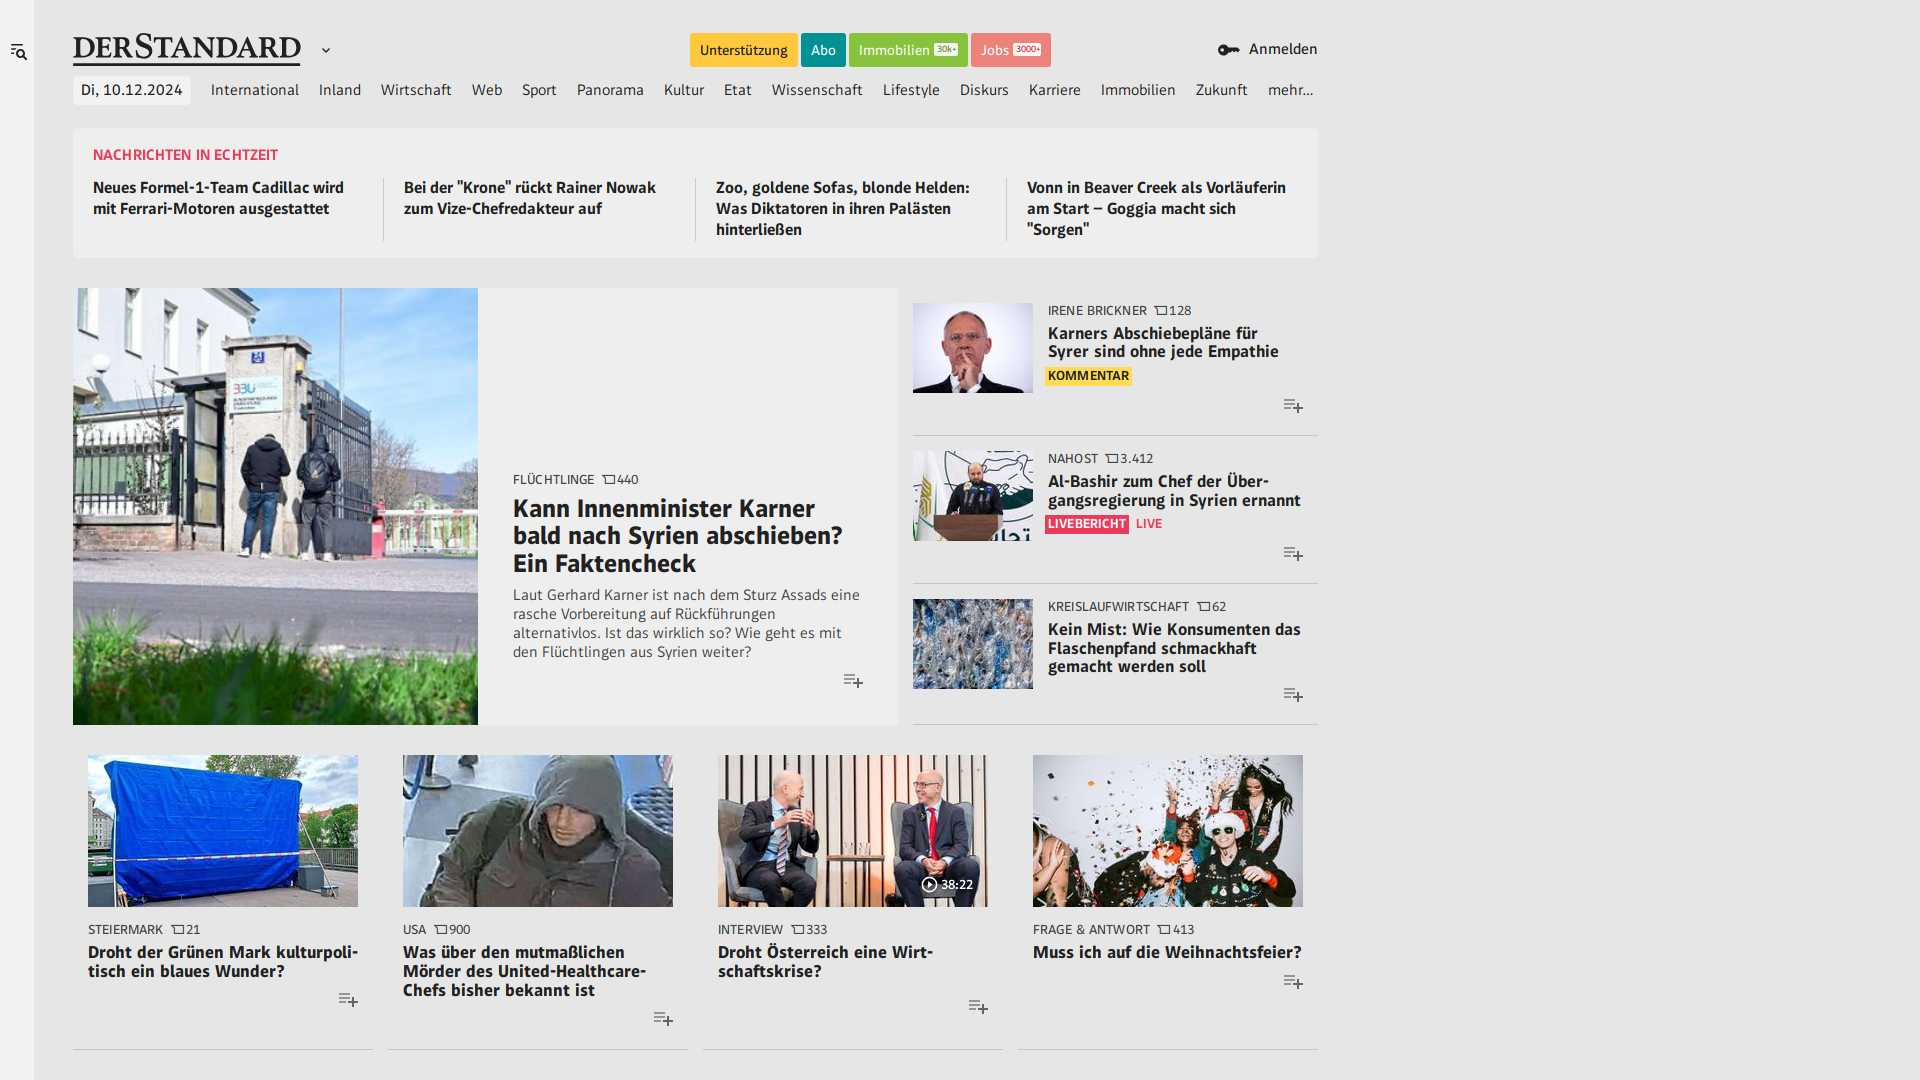 DERSTANDARD
Unterstützung
Abo
Immobilien 30k+
Jobs 3000+
Anmelden
Di, 10.12.2024
International
Inland
Wirtschaft
Web
Sport
Panorama
Kultur
Etat
Wissenschaft
Lifestyle
Diskurs
Karriere
Immobilien
Zukunft
mehr...
NACHRICHTEN IN ECHTZEIT
Neues Formel-1-Team Cadillac wird
mit Ferrari-Motoren ausgestattet
Bei der "Krone" rückt Rainer Nowak
zum Vize-Chefredakteur auf
Zoo, goldene Sofas, blonde Helden:
Was Diktatoren in ihren Palästen
hinterließen
Vonn in Beaver Creek als Vorläuferin
am Start – Goggia macht sich
"Sorgen"
FLÜCHTLINGE 440
Kann Innenminister Karner
bald nach Syrien abschieben?
Ein Faktencheck
Laut Gerhard Karner ist nach dem Sturz Assads eine
rasche Vorbereitung auf Rückführungen
alternativlos. Ist das wirklich so? Wie geht es mit
den Flüchtlingen aus Syrien weiter?
IRENE BRICKNER 128
Karners Abschiebepläne für
Syrer sind ohne jede Empathie
KOMMENTAR
NAHOST 3.412
Al-Bashir zum Chef der Über-
gangsregierung in Syrien ernannt
LIVEBERICHT LIVE
KREISLAUFWIRTSCHAFT 62
Kein Mist: Wie Konsumenten das
Flaschenpfand schmackhaft
gemacht werden soll
STEIERMARK 21
Droht der Grünen Mark kulturpoli-
tisch ein blaues Wunder?
USA 900
Was über den mutmaßlichen
Mörder des United-Healthcare-
Chefs bisher bekannt ist
38:22
INTERVIEW 333
Droht Österreich eine Wirt-
schaftskrise?
FRAGE & ANTWORT 413
Muss ich auf die Weihnachtsfeier?